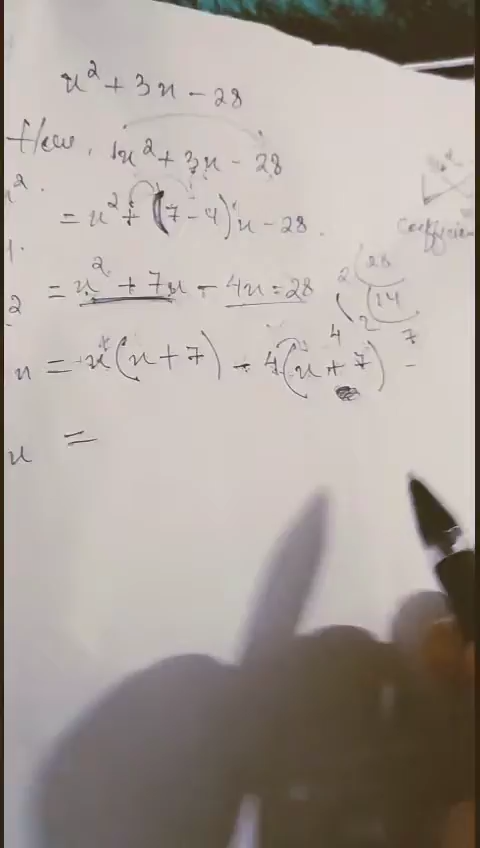 x² + 3x - 28
x² + 3x - 28
= x² + (7 - 4)x - 28.
= x² + 7x - 4x - 28
2 28
2 14
4 7
= x(x + 7) - 4(x + 7)
=